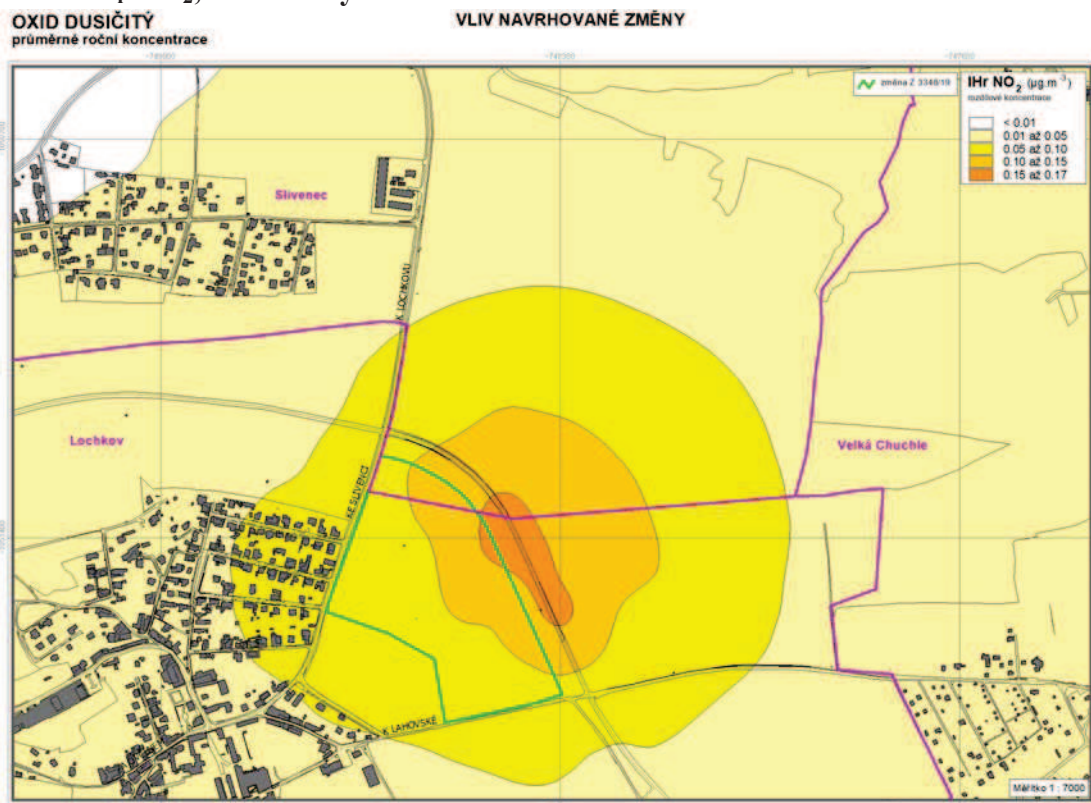 OXID DUSIČITÝ
průměrné roční koncentrace
VLIV NAVRHOVANÉ ZMĚNY
změna Z 3346/19
IHr NO2 (µg.m-3)
rozdílové koncentrace
< 0.01
0.01 až 0.05
0.05 až 0.10
0.10 až 0.15
0.15 až 0.17
Slivenec
K LOCHKOVU
Lochkov
Velká Chuchle
KE SLIVENCI
K LAHOVSKÉ
Měřítko 1 : 7000